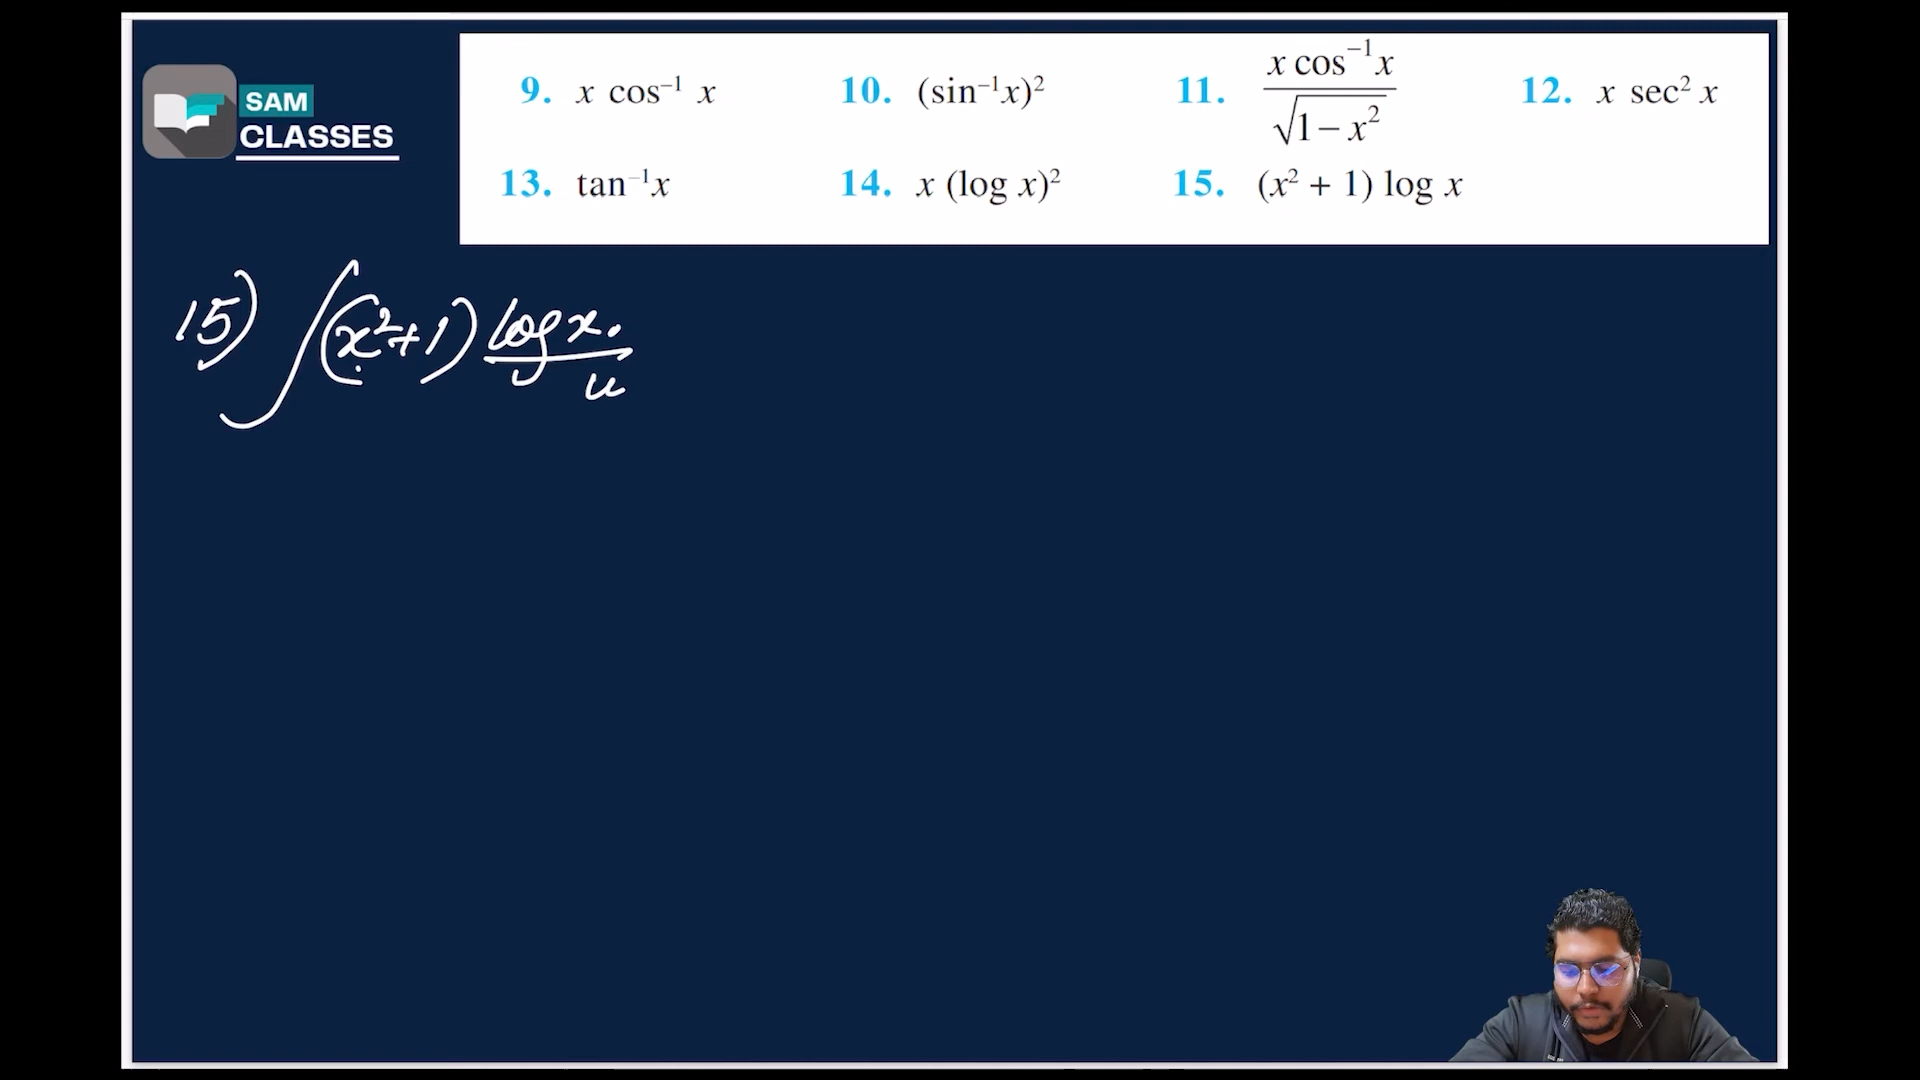 SAM
CLASSES
9. x cos⁻¹ x 10. (sin⁻¹x)² 11. x cos⁻¹x / √1 − x² 12. x sec² x
13. tan⁻¹x 14. x (log x)² 15. (x² + 1) log x
15) ∫(x²+1) log x.
u